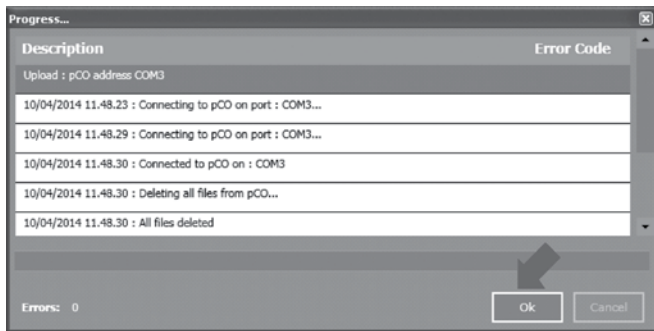 Progress...
Description Error Code
Upload : pCO address COM3
10/04/2014 11.48.23 : Connecting to pCO on port : COM3...
10/04/2014 11.48.29 : Connecting to pCO on port : COM3...
10/04/2014 11.48.30 : Connected to pCO on : COM3
10/04/2014 11.48.30 : Deleting all files from pCO...
10/04/2014 11.48.30 : All files deleted
Errors: 0
Ok Cancel